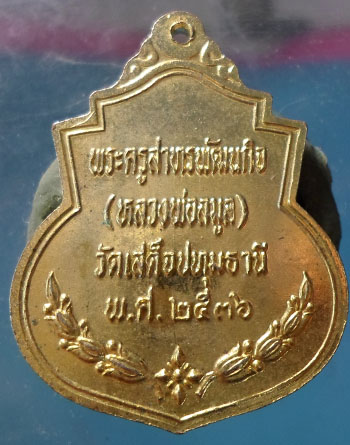 พระครูสาทรพัฒนกิจ
(หลวงพ่อลมูล)
วัดเสด็จปทุมธานี
พ.ศ. ๒๕๓๖